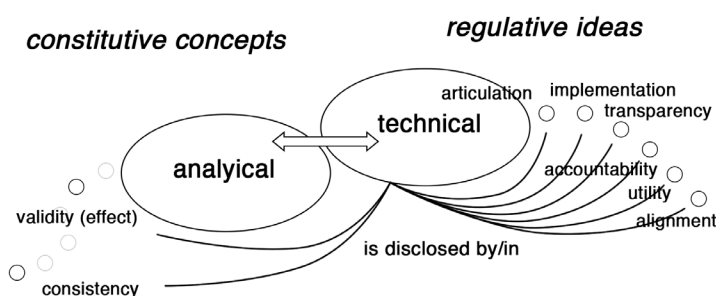 constitutive concepts
regulative ideas
articulation
implementation
transparency
technical
analyical
accountability
utility
validity (effect)
alignment
is disclosed by/in
consistency